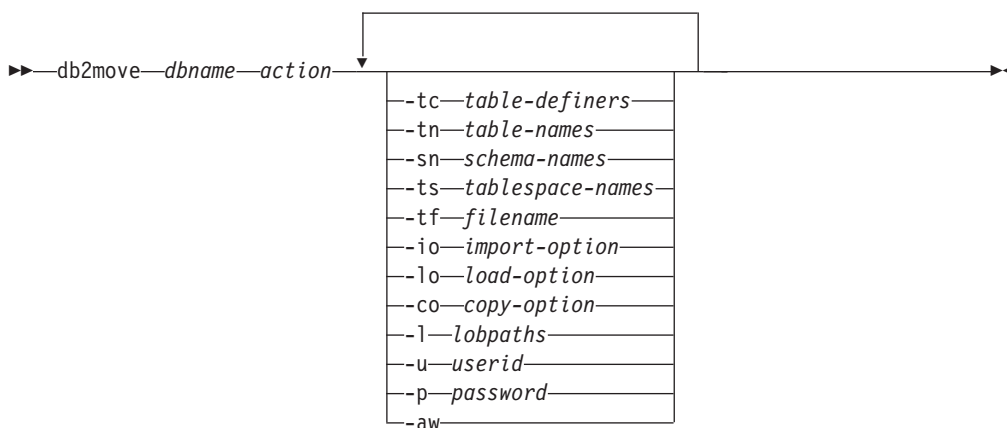 db2move dbname action
-tc table-definers
-tn table-names
-sn schema-names
-ts tablespace-names
-tf filename
-io import-option
-lo load-option
-co copy-option
-l lobpaths
-u userid
-p password
-aw